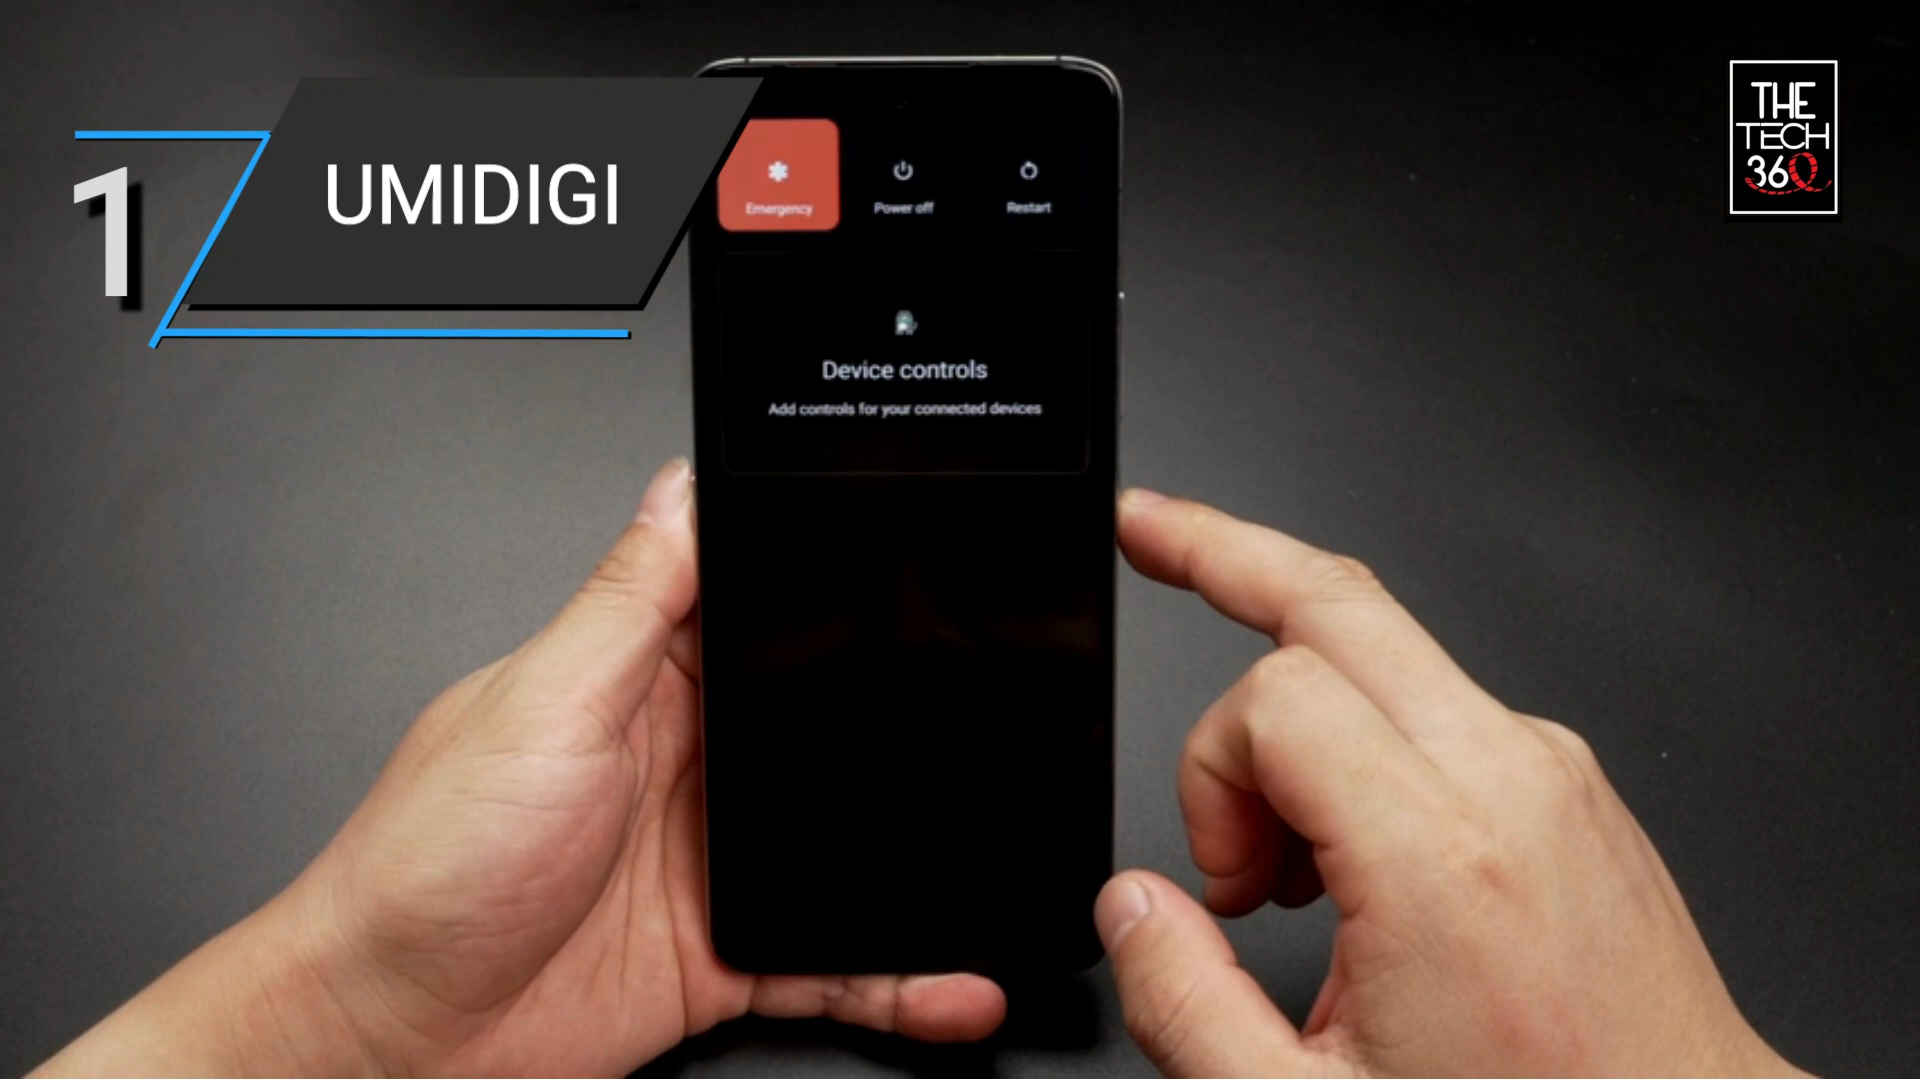 1
UMIDIGI
THE
TECH
360
Emergency
Power off
Restart
Device controls
Add controls for your connected devices